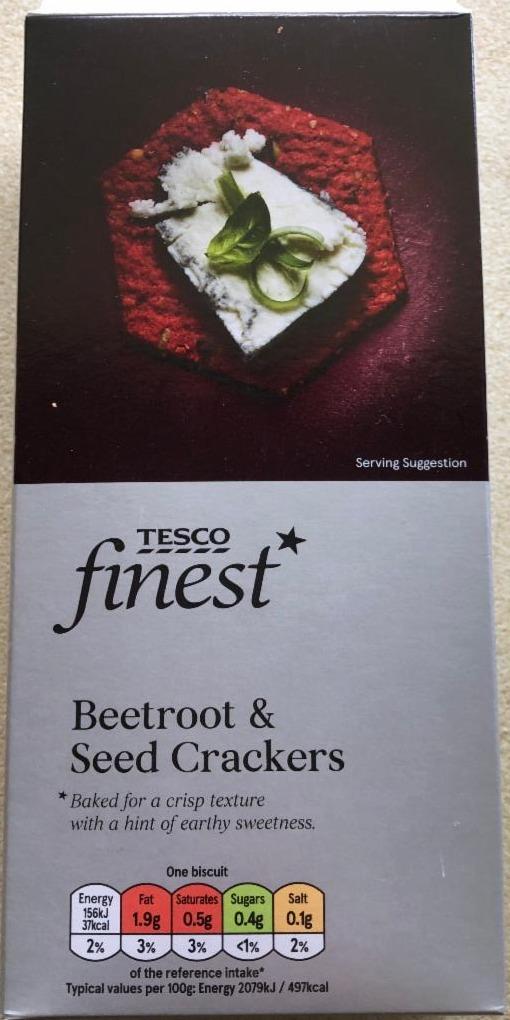 Serving Suggestion
TESCO
finest*
Beetroot &
Seed Crackers
*Baked for a crisp texture
with a hint of earthy sweetness.
One biscuit
Energy Fat Saturates Sugars Salt
156kJ
37kcal 1.9g 0.5g 0.4g 0.1g
2% 3% 3% <1% 2%
of the reference intake*
Typical values per 100g: Energy 2079kJ / 497kcal